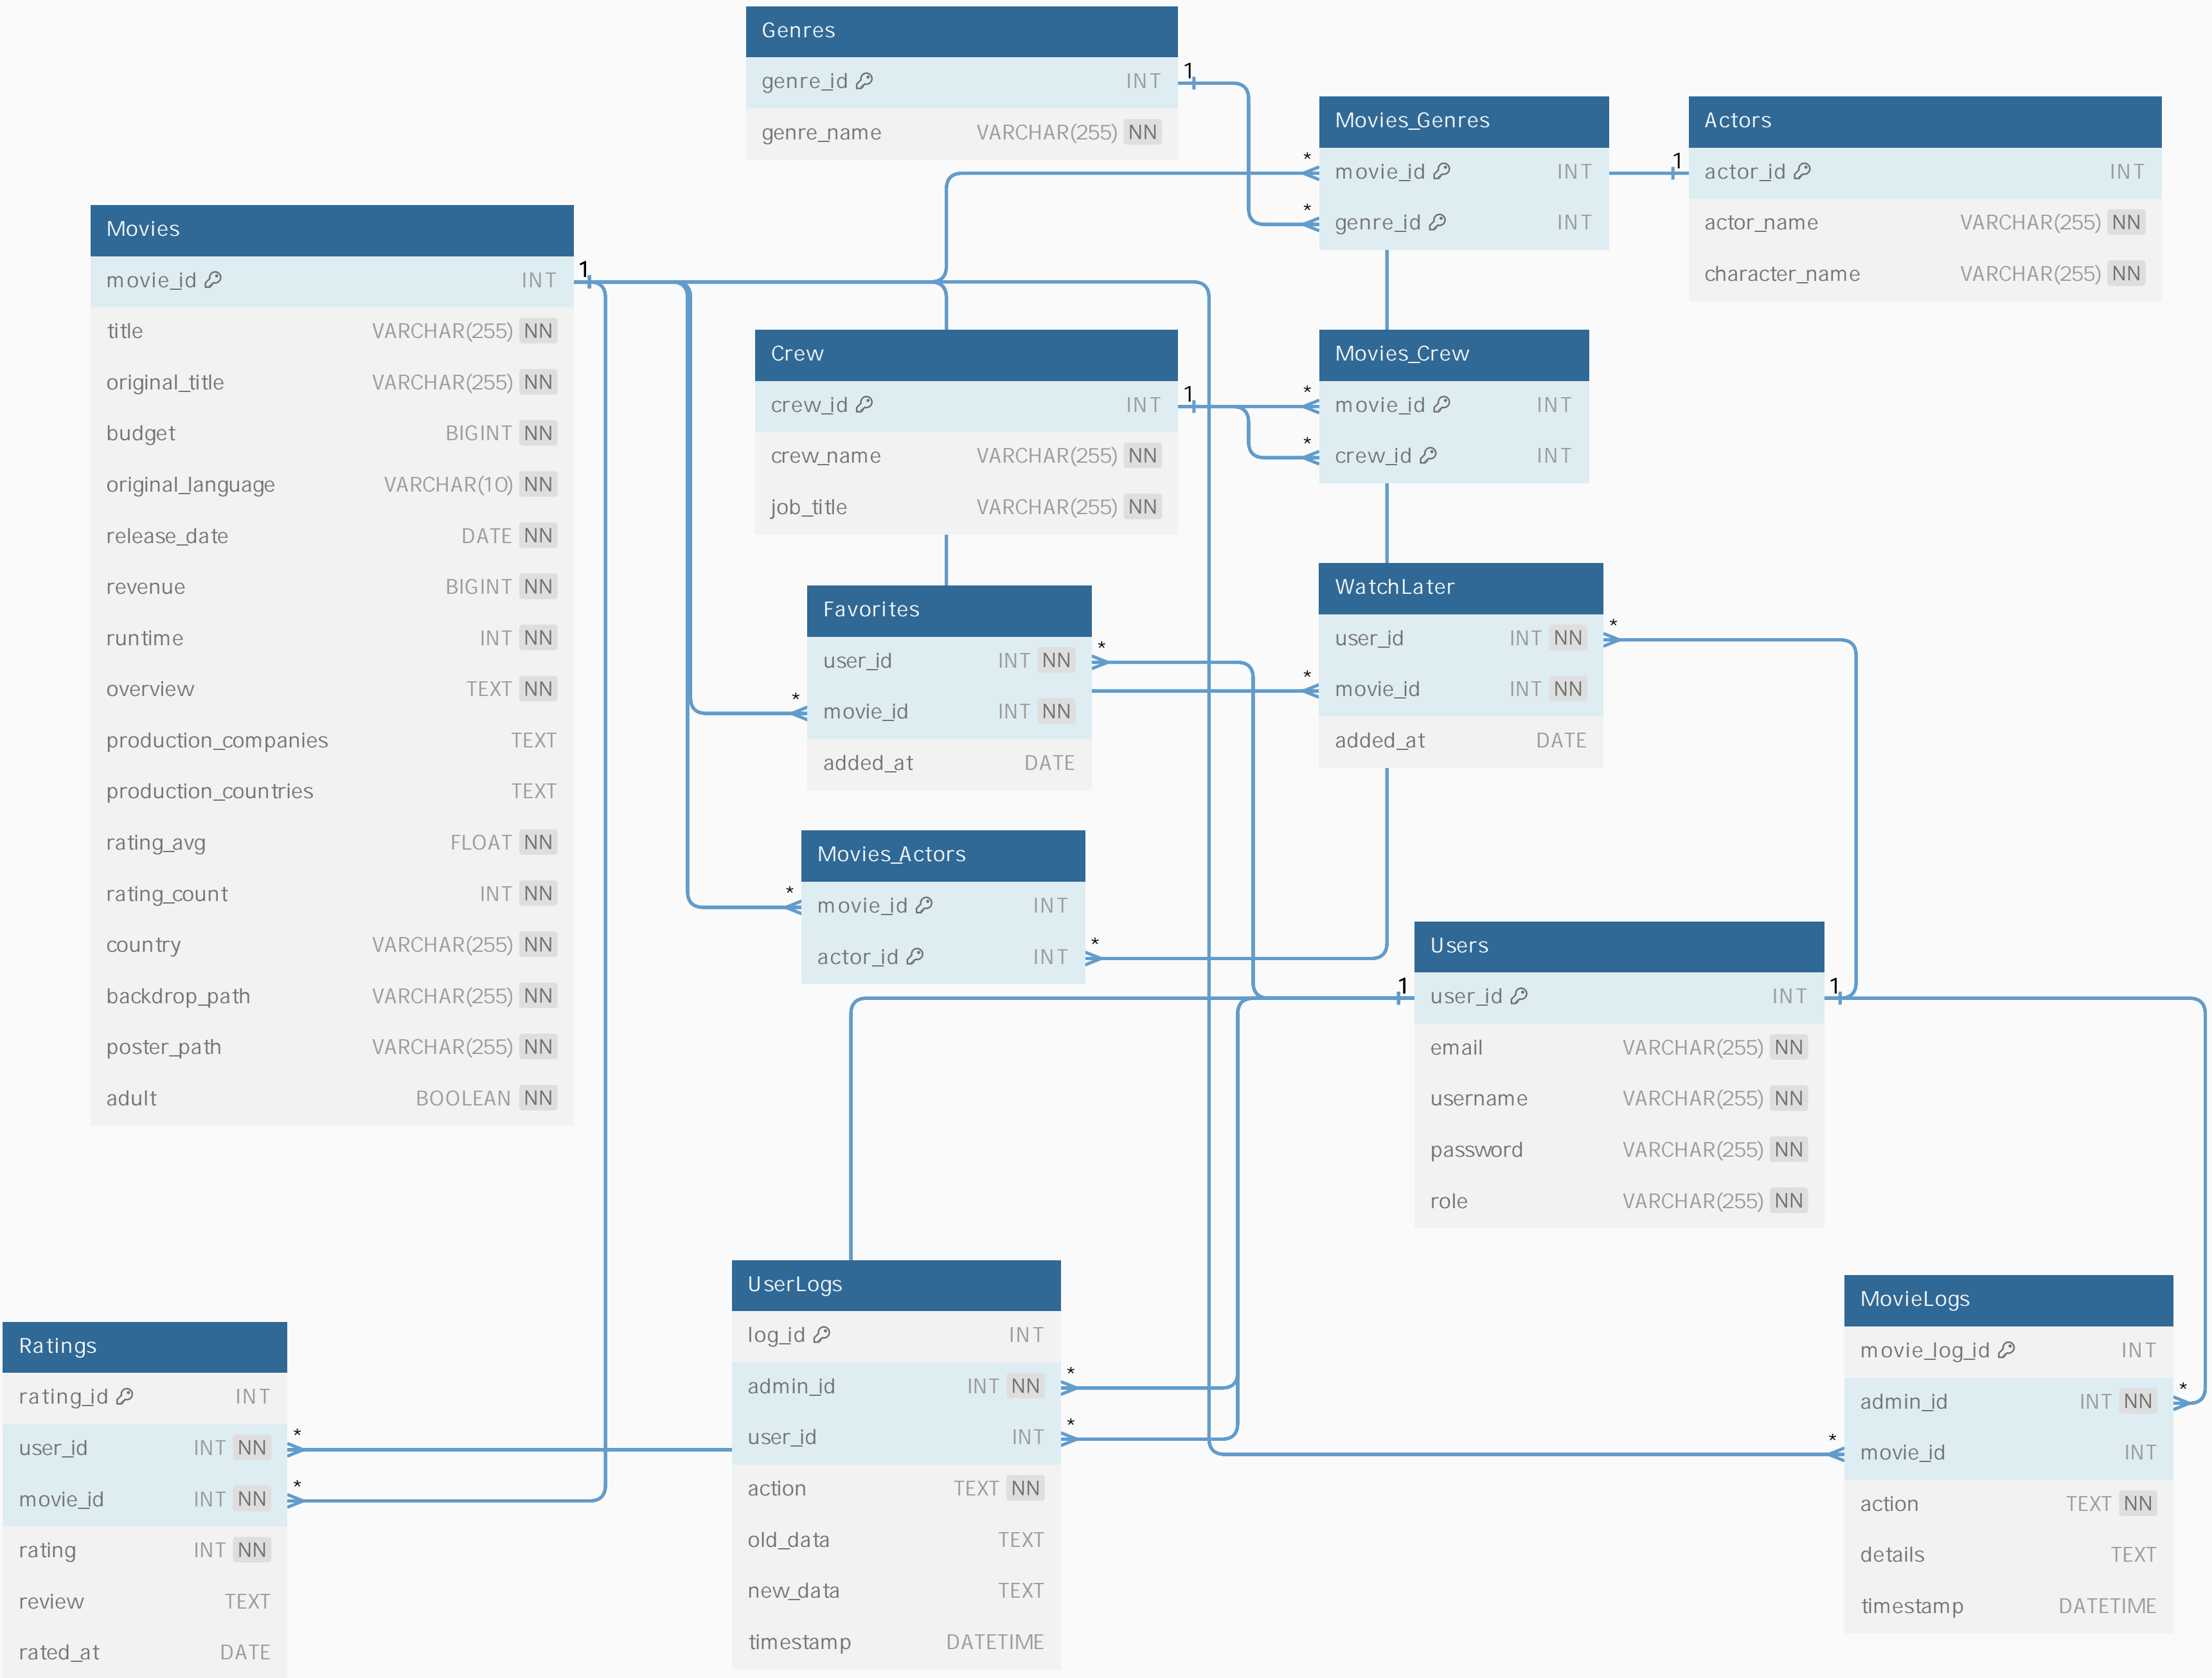 Genres
genre_id INT
genre_name VARCHAR(255) NN
Movies_Genres
movie_id INT
genre_id INT
Actors
actor_id INT
actor_name VARCHAR(255) NN
character_name VARCHAR(255) NN
Movies
movie_id INT
title VARCHAR(255) NN
original_title VARCHAR(255) NN
budget BIGINT NN
original_language VARCHAR(10) NN
release_date DATE NN
revenue BIGINT NN
runtime INT NN
overview TEXT NN
production_companies TEXT
production_countries TEXT
rating_avg FLOAT NN
rating_count INT NN
country VARCHAR(255) NN
backdrop_path VARCHAR(255) NN
poster_path VARCHAR(255) NN
adult BOOLEAN NN
Crew
crew_id INT
crew_name VARCHAR(255) NN
job_title VARCHAR(255) NN
Movies_Crew
movie_id INT
crew_id INT
Favorites
user_id INT NN
movie_id INT NN
added_at DATE
WatchLater
user_id INT NN
movie_id INT NN
added_at DATE
Movies_Actors
movie_id INT
actor_id INT
Users
user_id INT
email VARCHAR(255) NN
username VARCHAR(255) NN
password VARCHAR(255) NN
role VARCHAR(255) NN
UserLogs
log_id INT
admin_id INT NN
user_id INT
action TEXT NN
old_data TEXT
new_data TEXT
timestamp DATETIME
MovieLogs
movie_log_id INT
admin_id INT NN
movie_id INT
action TEXT NN
details TEXT
timestamp DATETIME
Ratings
rating_id INT
user_id INT NN
movie_id INT NN
rating INT NN
review TEXT
rated_at DATE
1
*
*
1
1
1
*
*
*
*
*
*
*
*
1
1
*
*
*
*
*
*